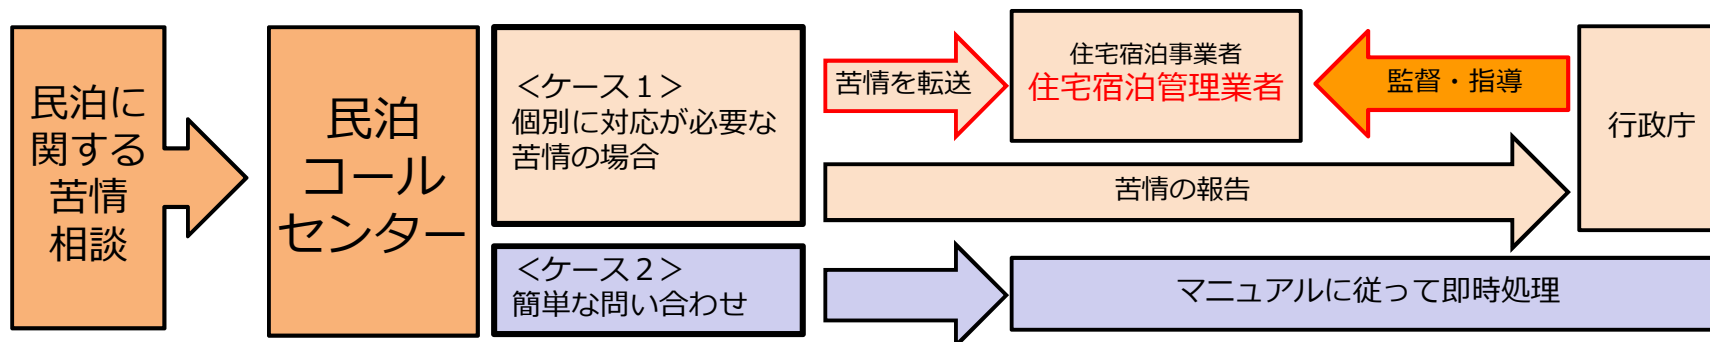 民泊に
関する
苦情
相談
民泊
コール
センター
＜ケース１＞
個別に対応が必要な
苦情の場合
苦情を転送
住宅宿泊事業者
住宅宿泊管理業者
監督・指導
行政庁
苦情の報告
＜ケース２＞
簡単な問い合わせ
マニュアルに従って即時処理